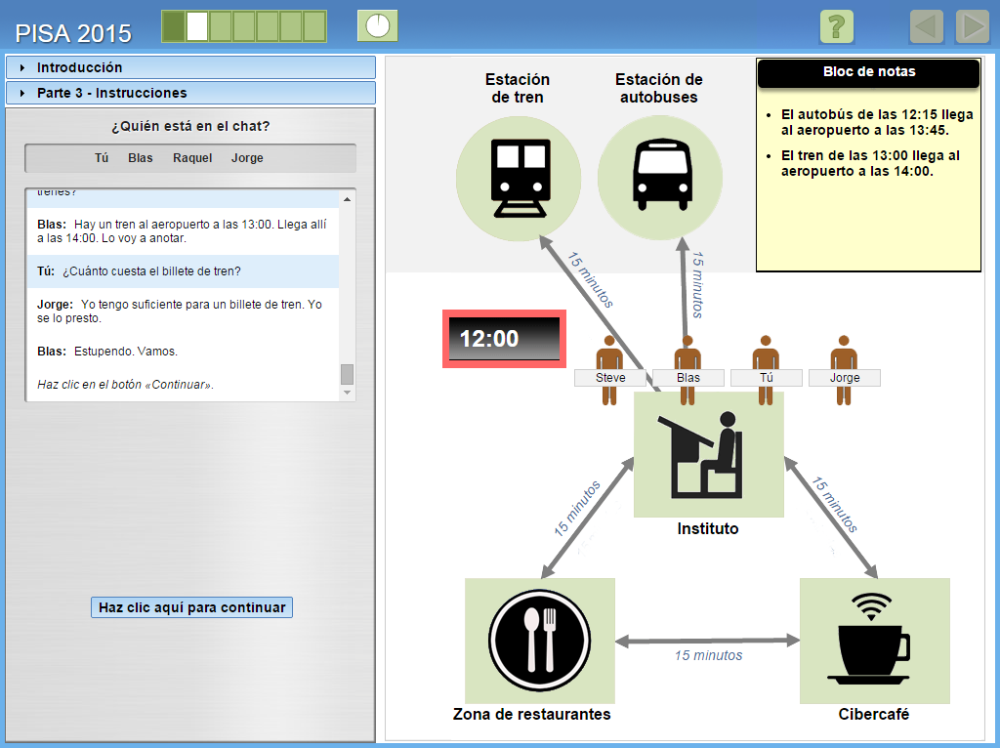 PISA 2015
?
Introducción
Parte 3 - Instrucciones
¿Quién está en el chat?
Tú Blas Raquel Jorge
trenes?
Blas: Hay un tren al aeropuerto a las 13:00. Llega allí
a las 14:00. Lo voy a anotar.
Tú: ¿Cuánto cuesta el billete de tren?
Jorge: Yo tengo suficiente para un billete de tren. Yo
se lo presto.
Blas: Estupendo. Vamos.
Haz clic en el botón «Continuar».
Haz clic aquí para continuar
Estación
de tren
Estación de
autobuses
Bloc de notas
• El autobús de las 12:15 llega
al aeropuerto a las 13:45.
• El tren de las 13:00 llega al
aeropuerto a las 14:00.
15 minutos
15 minutos
12:00
Steve
Blas
Tú
Jorge
Instituto
15 minutos
15 minutos
15 minutos
Zona de restaurantes
Cibercafé